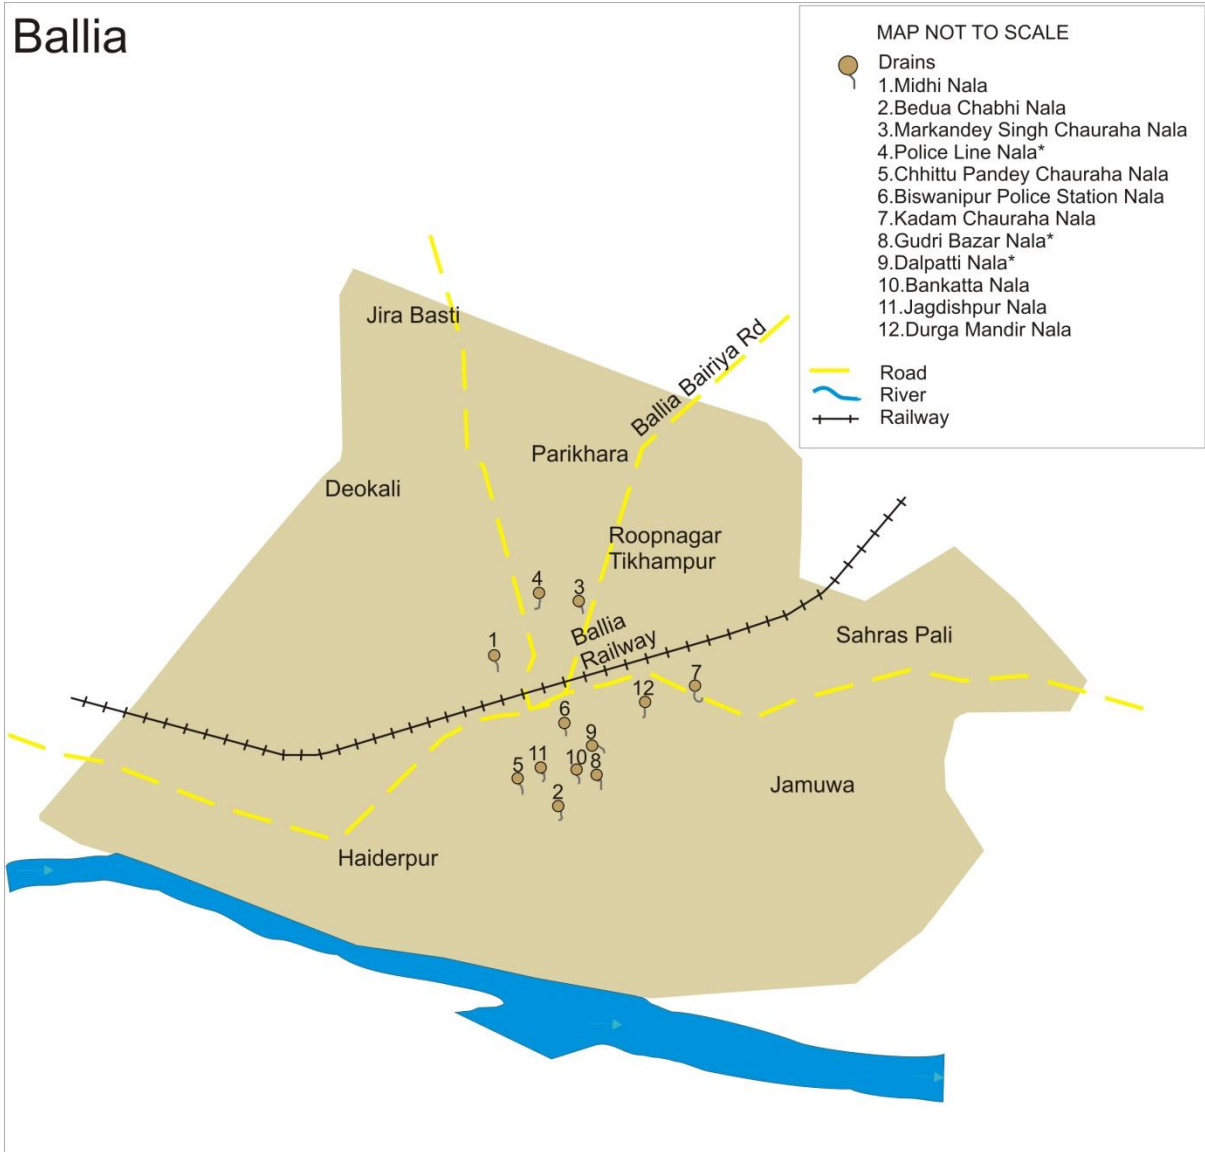 Ballia
MAP NOT TO SCALE
Drains
1.Midhi Nala
2.Bedua Chabhi Nala
3.Markandey Singh Chauraha Nala
4.Police Line Nala*
5.Chhittu Pandey Chauraha Nala
6.Biswanipur Police Station Nala
7.Kadam Chauraha Nala
8.Gudri Bazar Nala*
9.Dalpatti Nala*
10.Bankatta Nala
11.Jagdishpur Nala
12.Durga Mandir Nala
Road
River
Railway
Jira Basti
Ballia Bairiya Rd
Parikhara
Deokali
Roopnagar
Tikhampur
4
3
Ballia
Railway
Sahras Pali
1
7
12
6
9
11
10
8
5
2
Jamuwa
Haiderpur